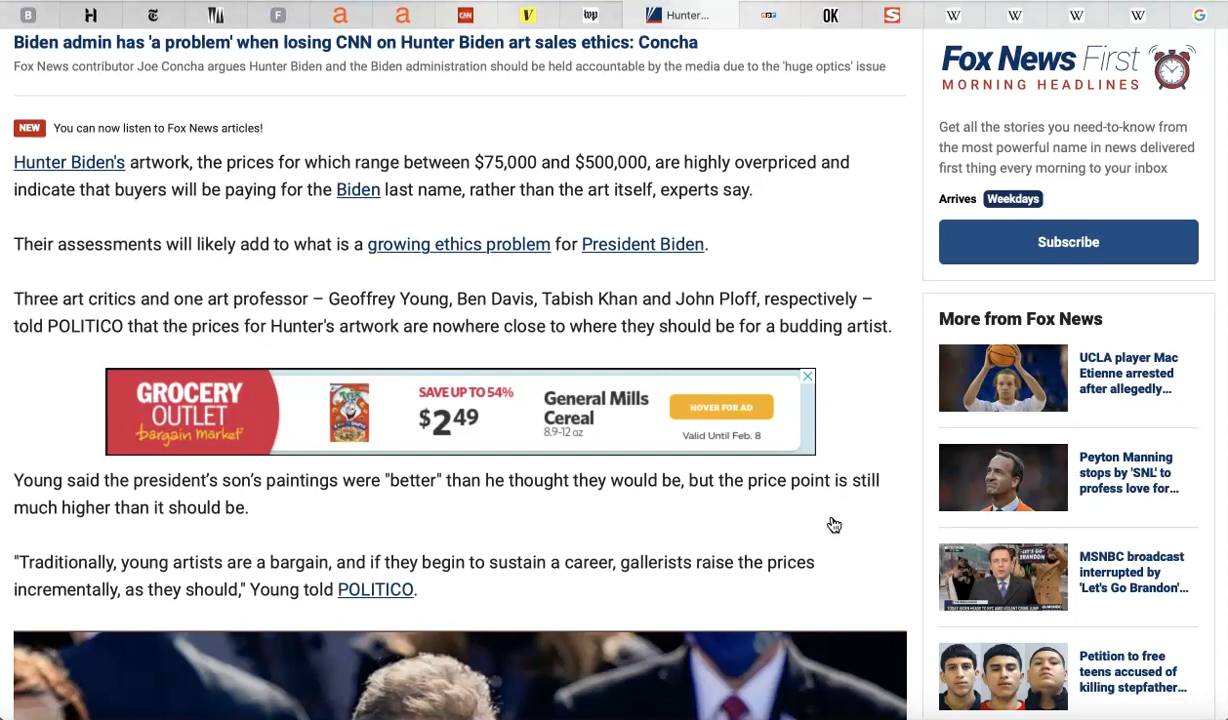 B
H
T
W
F
a
a
CNN
V
wp
Hunter...
npr
OK
S
W
W
W
W
G
Biden admin has 'a problem' when losing CNN on Hunter Biden art sales ethics: Concha
Fox News contributor Joe Concha argues Hunter Biden and the Biden administration should be held accountable by the media due to the 'huge optics' issue
NEW You can now listen to Fox News articles!
Hunter Biden's artwork, the prices for which range between $75,000 and $500,000, are highly overpriced and
indicate that buyers will be paying for the Biden last name, rather than the art itself, experts say.
Their assessments will likely add to what is a growing ethics problem for President Biden.
Three art critics and one art professor – Geoffrey Young, Ben Davis, Tabish Khan and John Ploff, respectively –
told POLITICO that the prices for Hunter's artwork are nowhere close to where they should be for a budding artist.
GROCERY
OUTLET
bargain market
Trix
SAVE UP TO 54%
$2 49
General Mills
Cereal
8.9-12 oz
HOVER FOR AD
Valid Until Feb. 8
Young said the president’s son’s paintings were "better" than he thought they would be, but the price point is still
much higher than it should be.
"Traditionally, young artists are a bargain, and if they begin to sustain a career, gallerists raise the prices
incrementally, as they should," Young told POLITICO.
Fox News First
MORNING HEADLINES
Get all the stories you need-to-know from
the most powerful name in news delivered
first thing every morning to your inbox
Arrives Weekdays
Subscribe
More from Fox News
UCLA player Mac
Etienne arrested
after allegedly...
Peyton Manning
stops by 'SNL' to
profess love for...
MSNBC broadcast
interrupted by
'Let's Go Brandon'...
Petition to free
teens accused of
killing stepfather...